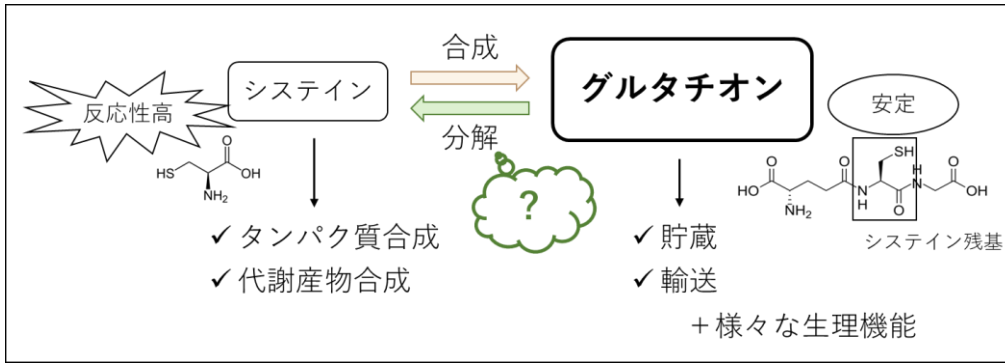 合成
反応性高
システイン
グルタチオン
安定
分解
HS
O
OH
NH₂
?
HO
O
NH₂
O
N
H
SH
O
H
N
O
OH
システイン残基
✓ タンパク質合成
✓ 代謝産物合成
✓ 貯蔵
✓ 輸送
+様々な生理機能